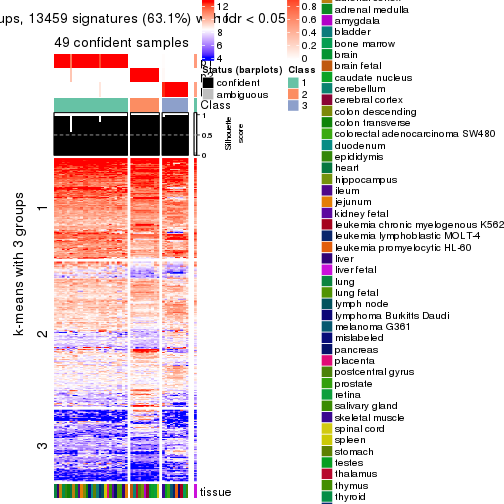 ups, 13459 signatures (63.1%) with fdr < 0.05
49 confident samples
12
10
6
4
0.8
0.6
0.4
0.2
0
Status (barplots)
confident
ambiguous
Class
1
2
3
Class
1
0.5
0
Silhouette
score
k-means with 3 groups
1
2
3
tissue
adrenal medulla
amygdala
bladder
bone marrow
brain
brain fetal
caudate nucleus
cerebellum
cerebral cortex
colon descending
colon transverse
colorectal adenocarcinoma SW480
duodenum
epididymis
heart
hippocampus
ileum
jejunum
kidney fetal
leukemia chronic myelogenous K562
leukemia lymphoblastic MOLT-4
leukemia promyelocytic HL-60
liver
liver fetal
lung
lung fetal
lymph node
lymphoma Burkitts Daudi
melanoma G361
mislabeled
pancreas
placenta
postcentral gyrus
prostate
retina
salivary gland
skeletal muscle
spinal cord
spleen
stomach
testes
thalamus
thymus
thyroid